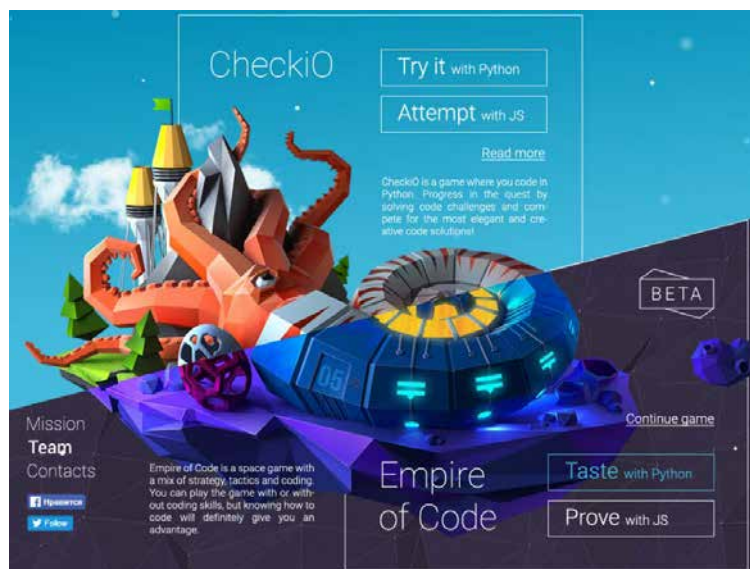 CheckiO
Try it with Python
Attempt with JS
Read more
CheckiO is a game where you code in
Python. Progress in the quest by
solving code challenges and com-
pete for the most elegant and cre-
ative code solutions!
BETA
05
Continue game
Mission
Team
Contacts
Нравится
Follow
Empire of Code is a space game with
a mix of strategy, tactics and coding.
You can play the game with or with-
out coding skills, but knowing how to
code will definitely give you an
advantage.
Empire
of Code
Taste with Python
Prove with JS